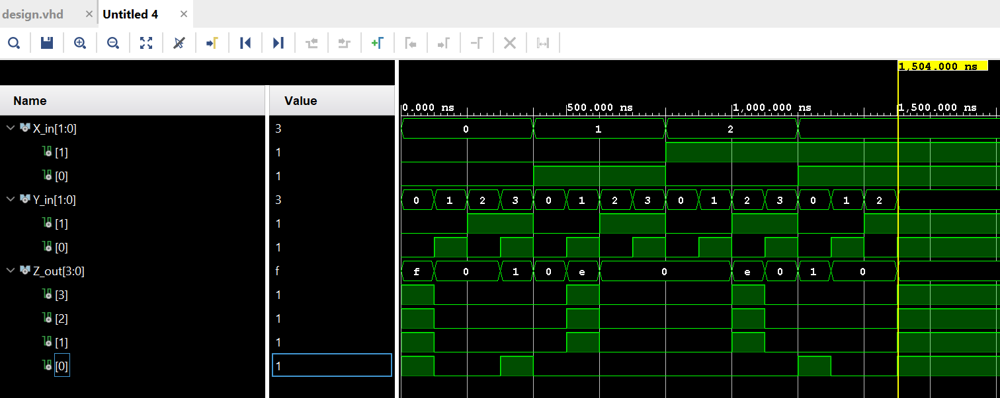 design.vhd × Untitled 4 ×
1,504.000 ns
Name Value
0.000 ns 500.000 ns 1,000.000 ns 1,500.000 ns
X_in[1:0] 3 0 1 2
[1] 1
[0] 1
Y_in[1:0] 3 0 1 2 3 0 1 2 3 0 1 2 3 0 1 2
[1] 1
[0] 1
Z_out[3:0] f f 0 1 0 e 0 e 0 1 0
[3] 1
[2] 1
[1] 1
[0] 1